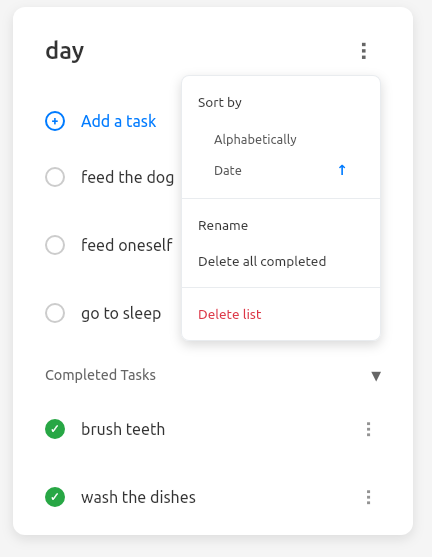 day
Sort by
Alphabetically
Date ↑
Rename
Delete all completed
Delete list
Add a task
feed the dog
feed oneself
go to sleep
Completed Tasks
brush teeth
wash the dishes